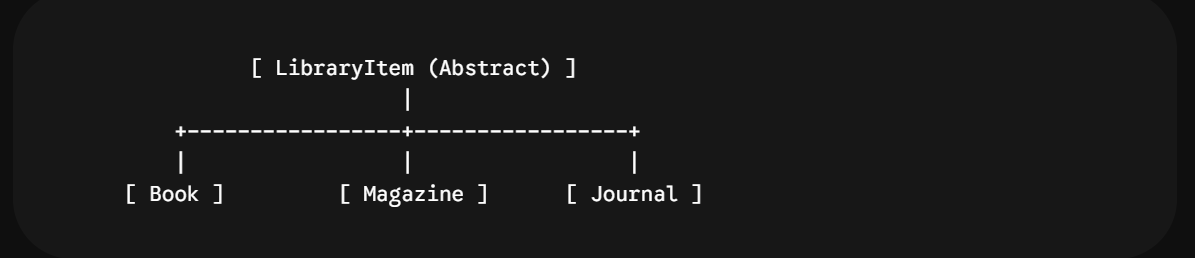 [ LibraryItem (Abstract) ]
|
+-----------------+-----------------+
| | |
[ Book ] [ Magazine ] [ Journal ]